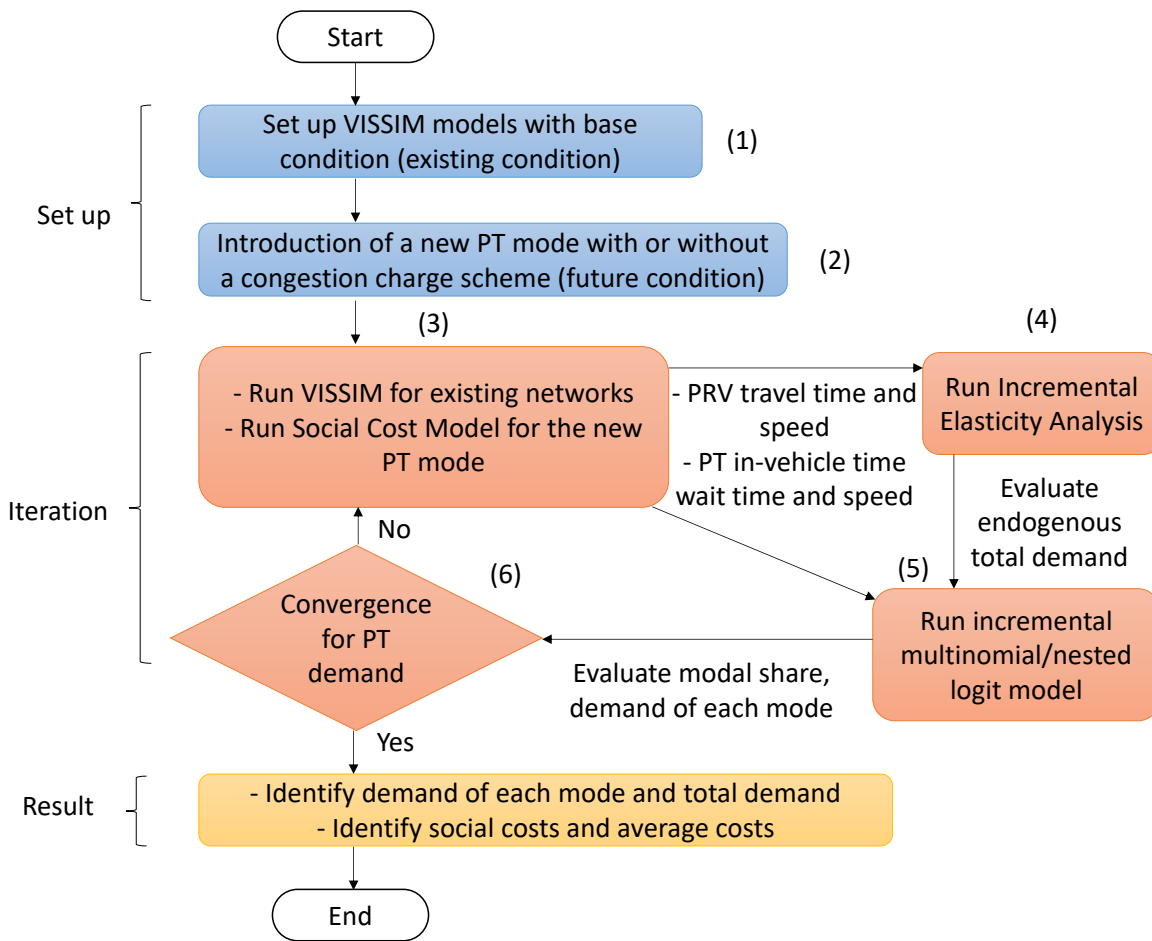 Start
Set up VISSIM models with base
condition (existing condition)
(1)
Set up
Introduction of a new PT mode with or without
a congestion charge scheme (future condition)
(2)
(3)
(4)
- Run VISSIM for existing networks
- Run Social Cost Model for the new
PT mode
- PRV travel time and
speed
- PT in-vehicle time
wait time and speed
Run Incremental
Elasticity Analysis
Iteration
Evaluate
endogenous
total demand
No
(5)
(6)
Convergence
for PT
demand
Run incremental
multinomial/nested
logit model
Evaluate modal share,
demand of each mode
Yes
Result
- Identify demand of each mode and total demand
- Identify social costs and average costs
End